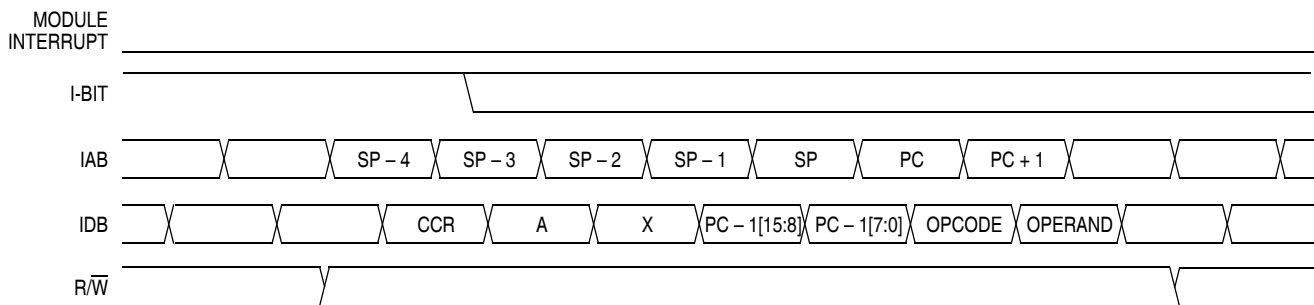 MODULE
INTERRUPT
I-BIT
IAB SP – 4 SP – 3 SP – 2 SP – 1 SP PC PC + 1
IDB CCR A X PC – 1[15:8] PC – 1[7:0] OPCODE OPERAND
R/W̅